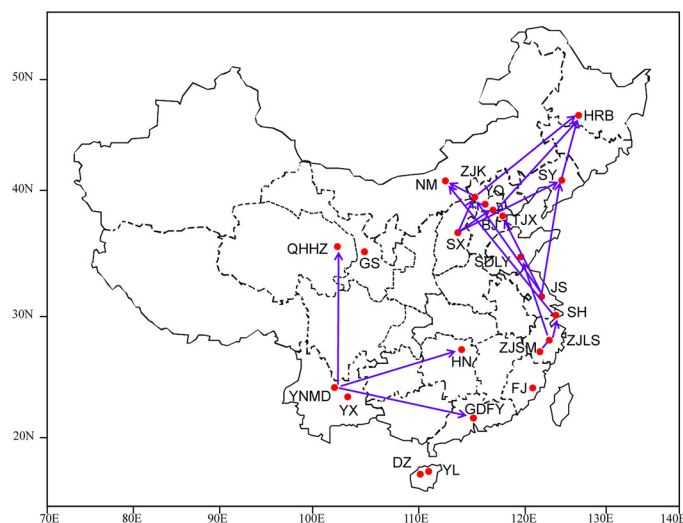 50N
HRB
ZJK
SY
NM
YQ
40N
BJ
TJX
SX
QHHZ
SDLY
GS
JS
30N
SH
ZJSM
ZJLS
HN
YNMD
FJ
YX
GDFY
20N
DZ
YL
70E
80E
90E
100E
110E
120E
130E
140E